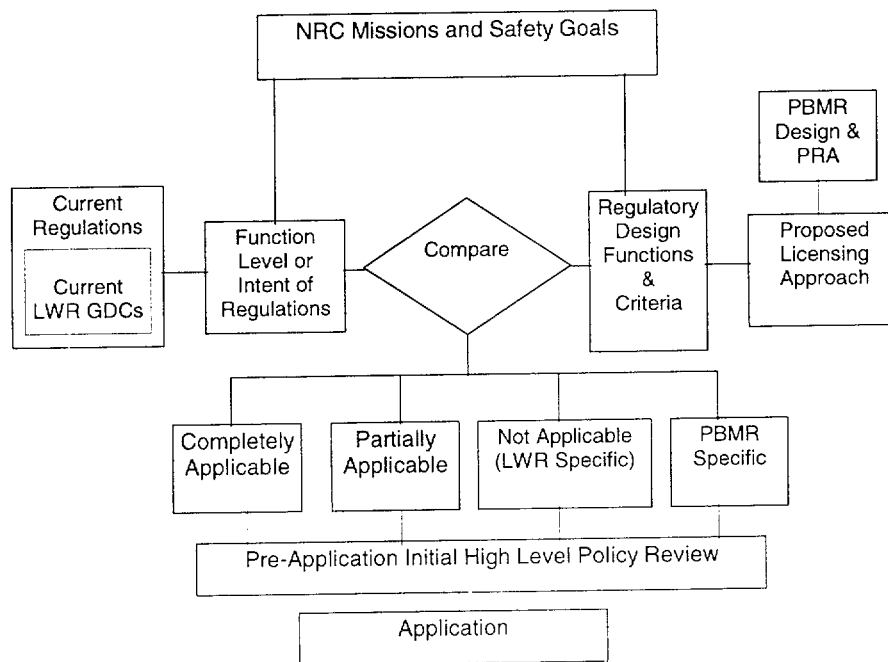 NRC Missions and Safety Goals
PBMR
Design &
PRA
Current
Regulations
Current
LWR GDCs
Function
Level or
Intent of
Regulations
Compare
Regulatory
Design
Functions
&
Criteria
Proposed
Licensing
Approach
Completely
Applicable
Partially
Applicable
Not Applicable
(LWR Specific)
PBMR
Specific
Pre-Application Initial High Level Policy Review
Application